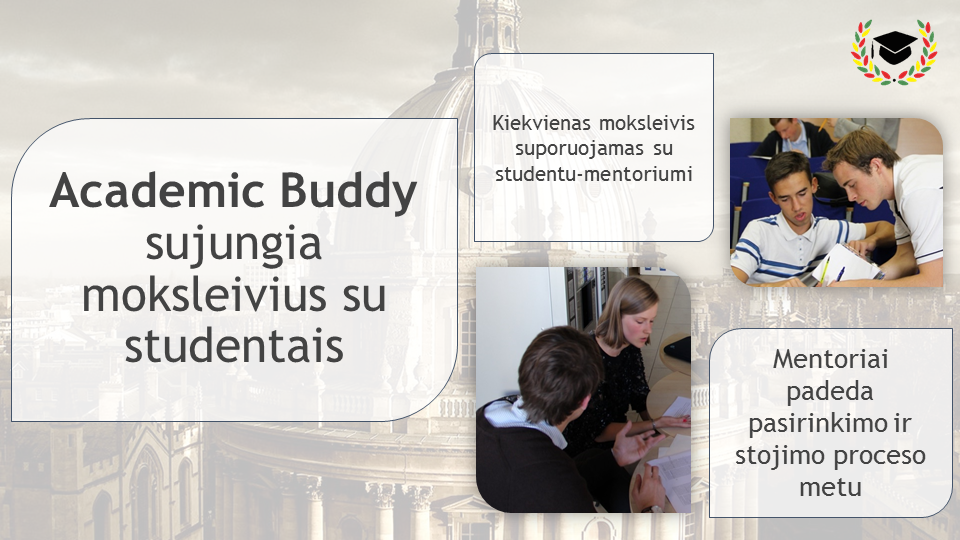 Academic Buddy
sujungia
moksleivius su
studentais
Kiekvienas moksleivis
suporuojamas su
studentu-mentoriumi
Mentoriai
padeda
pasirinkimo ir
stojimo proceso
metu